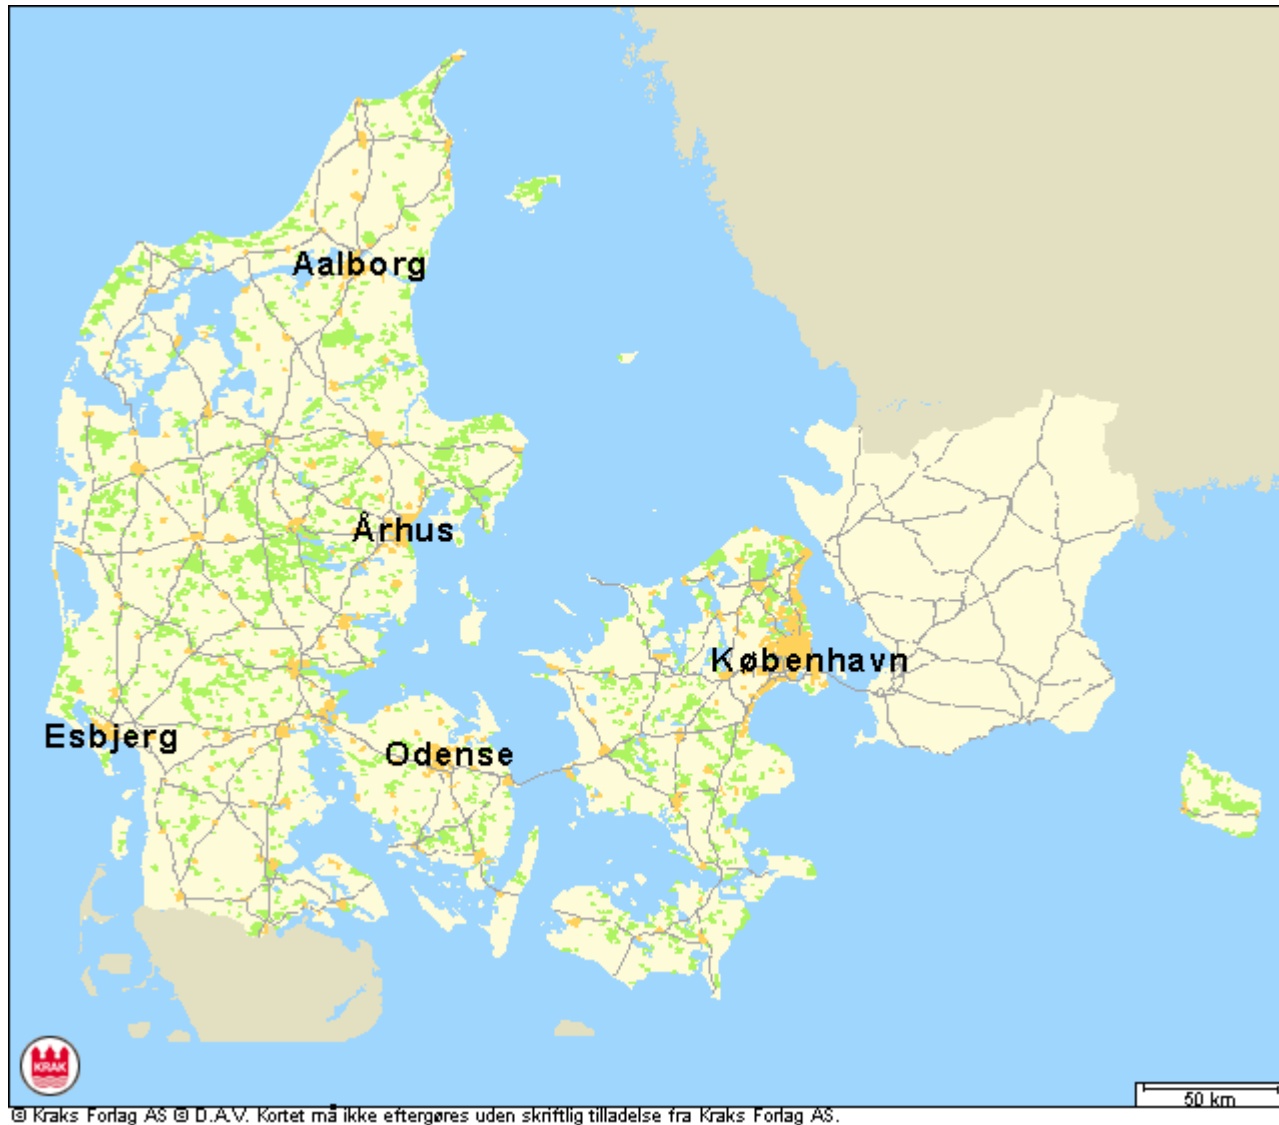 Aalborg
Århus
København
Esbjerg
Odense
KRAK
50 km
© Kraks Forlag AS © D.A.V. Kortet må ikke eftergøres uden skriftlig tilladelse fra Kraks Forlag AS.